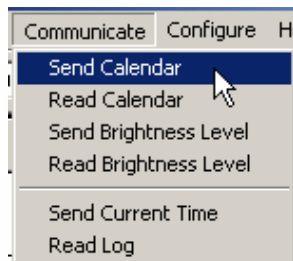 Communicate Configure H
Send Calendar
Read Calendar
Send Brightness Level
Read Brightness Level
Send Current Time
Read Log